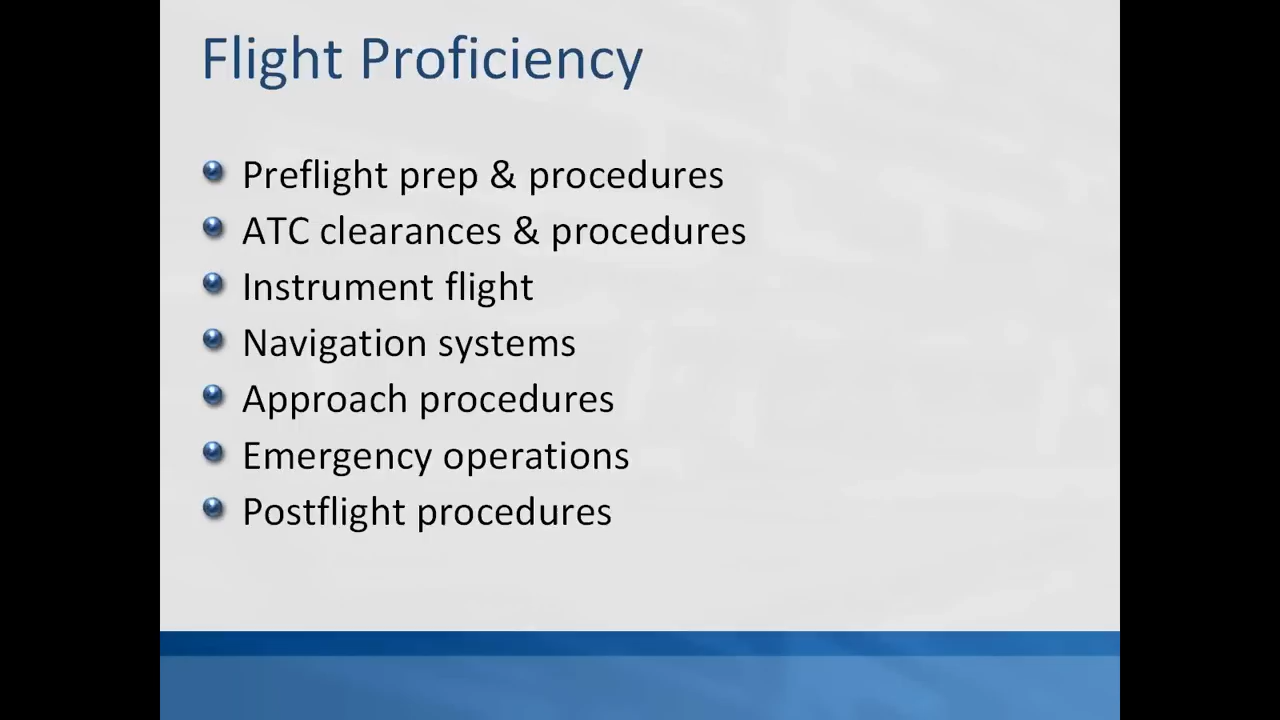 Flight Proficiency
Preflight prep & procedures
ATC clearances & procedures
Instrument flight
Navigation systems
Approach procedures
Emergency operations
Postflight procedures